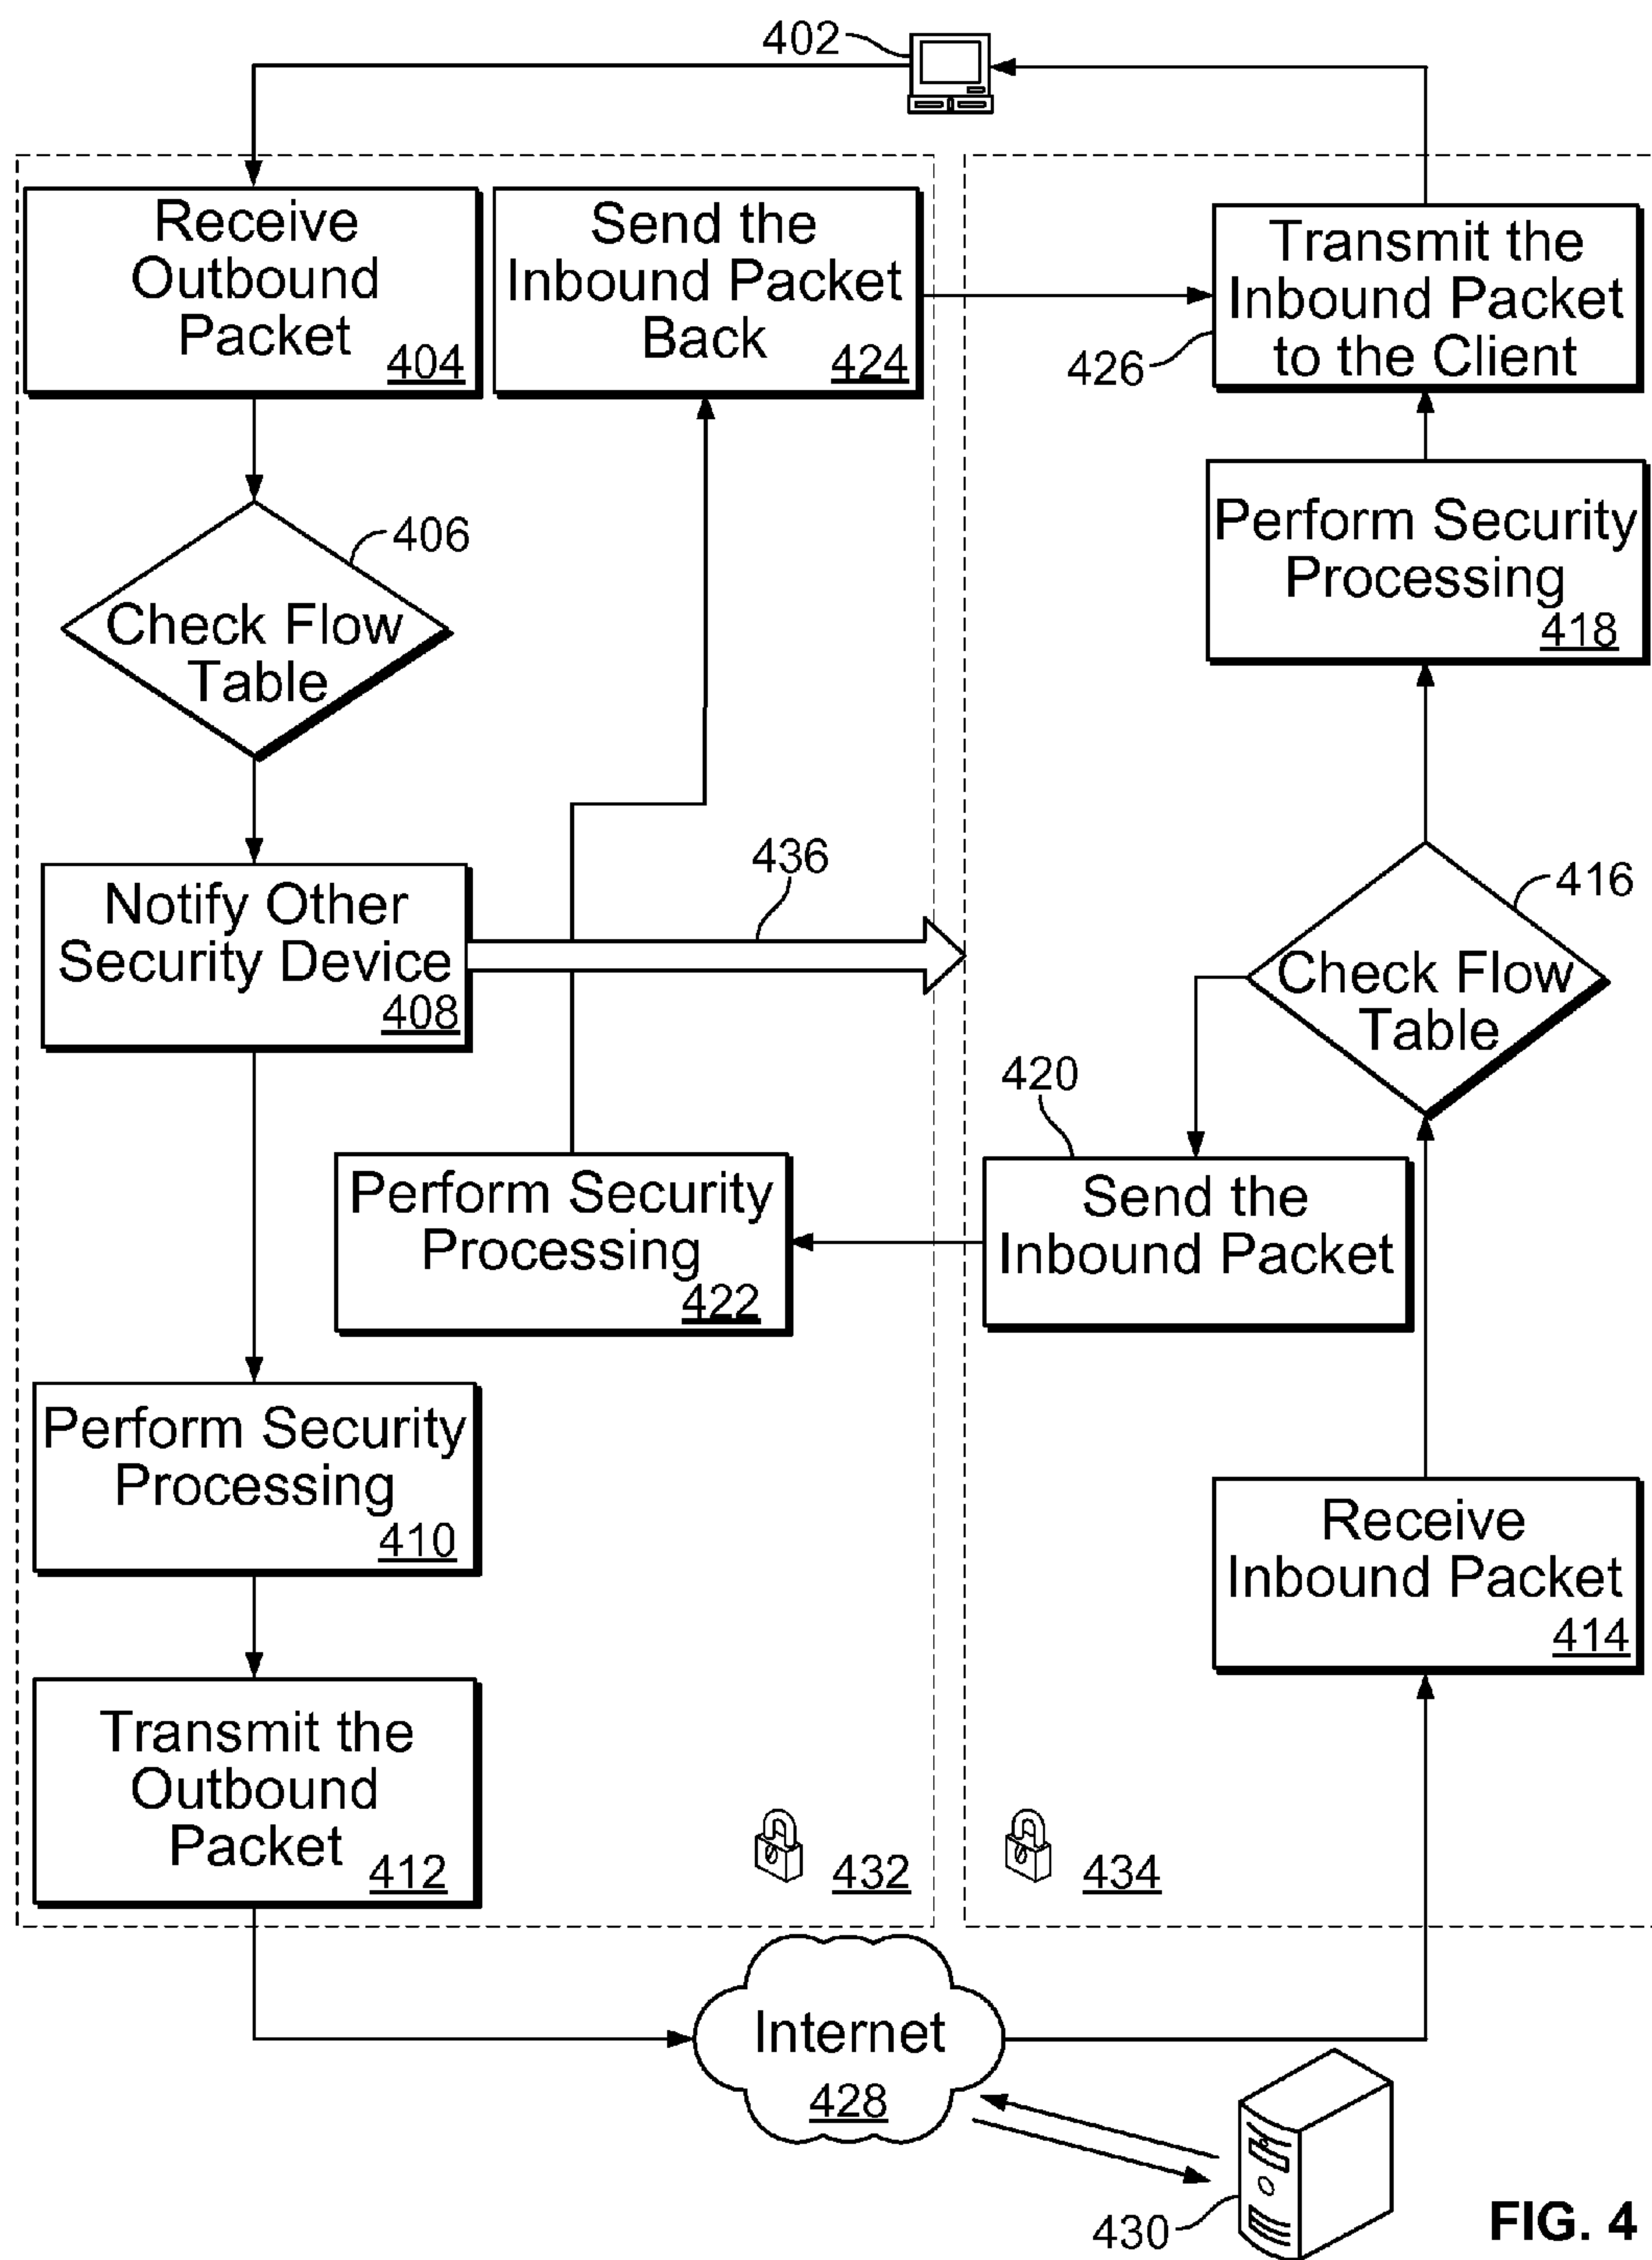 402
Receive
Outbound
Packet
404
Send the
Inbound Packet
Back
424
Transmit the
Inbound Packet
to the Client
426
Perform Security
Processing
418
406
Check Flow
Table
436
416
Notify Other
Security Device
408
Check Flow
Table
420
Perform Security
Processing
422
Send the
Inbound Packet
Perform Security
Processing
410
Receive
Inbound Packet
414
Transmit the
Outbound
Packet
412
432
434
Internet
428
430
FIG. 4